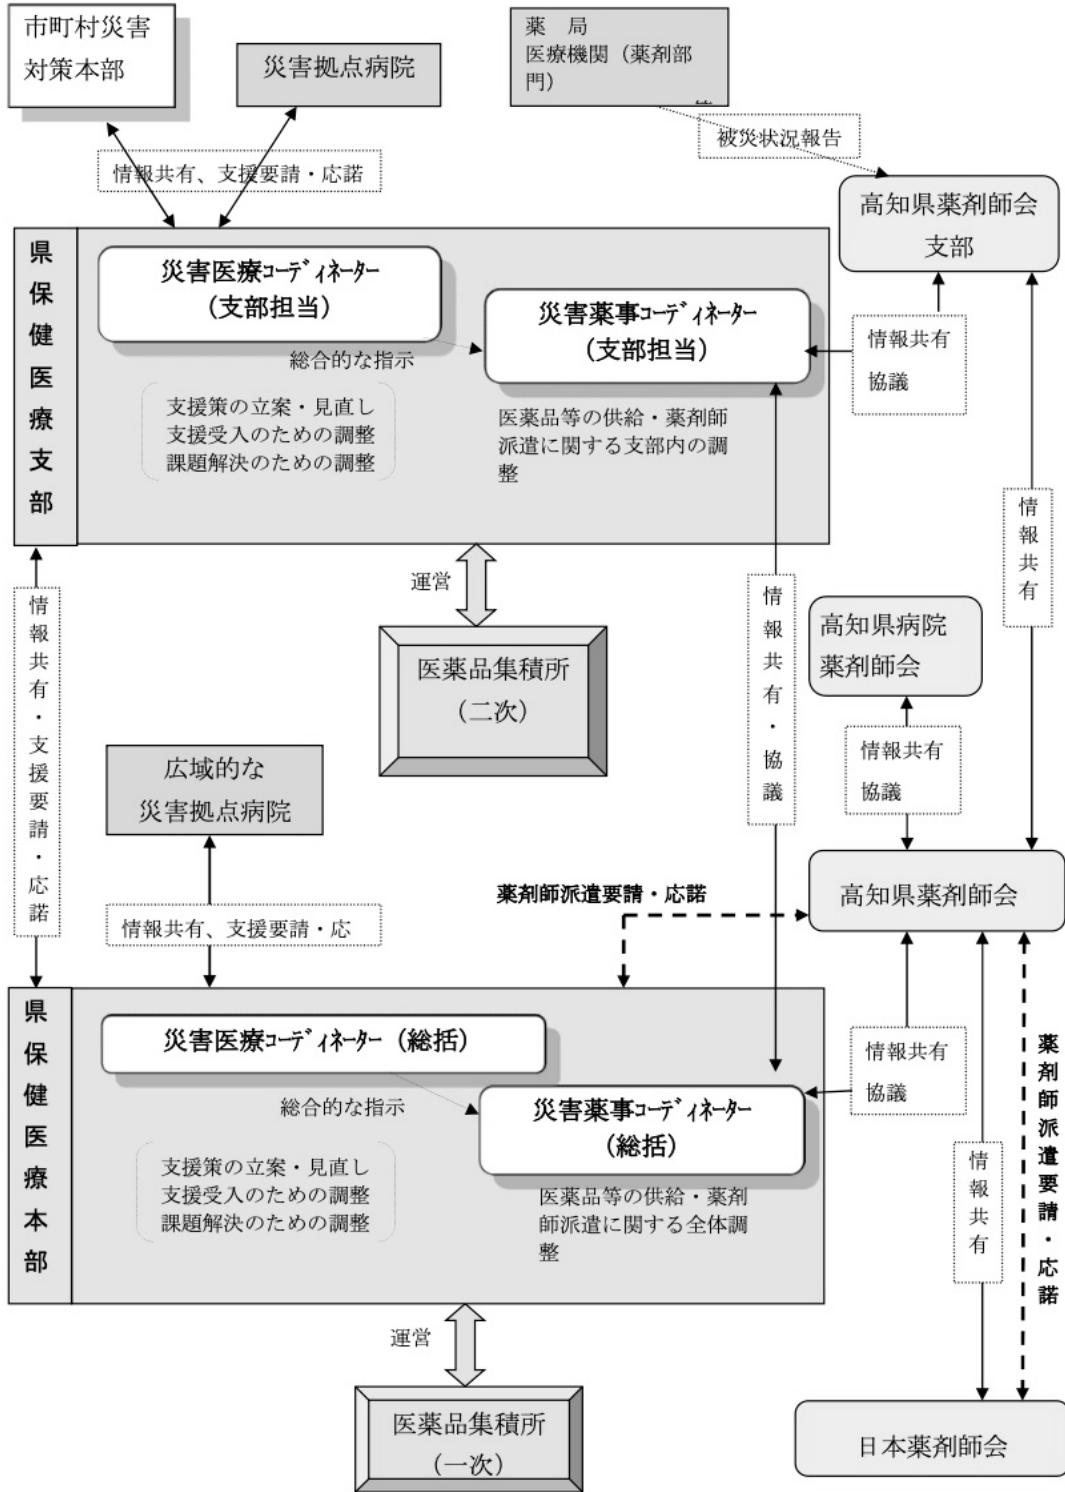 市町村災害
対策本部
災害拠点病院
薬　局
医療機関（薬剤部
門）
被災状況報告
情報共有、支援要請・応諾
高知県薬剤師会
支部
県保健医療支部
災害医療ｺｰﾃﾞｨﾈｰﾀｰ
（支部担当）
災害薬事ｺｰﾃﾞｨﾈｰﾀｰ
（支部担当）
総合的な指示
情報共有
協議
支援策の立案・見直し
支援受入のための調整
課題解決のための調整
医薬品等の供給・薬剤師
派遣に関する支部内の調
整
情報共有
運営
情報共有・支援要請・応諾
情報共有・協議
医薬品集積所
（二次）
高知県病院
薬剤師会
情報共有
協議
広域的な
災害拠点病院
薬剤師派遣要請・応諾
高知県薬剤師会
情報共有、支援要請・応
県保健医療本部
災害医療ｺｰﾃﾞｨﾈｰﾀｰ（総括）
災害薬事ｺｰﾃﾞｨﾈｰﾀｰ
（総括）
総合的な指示
情報共有
協議
支援策の立案・見直し
支援受入のための調整
課題解決のための調整
医薬品等の供給・薬剤
師派遣に関する全体調
整
情報共有
薬剤師派遣要請・応諾
運営
医薬品集積所
（一次）
日本薬剤師会